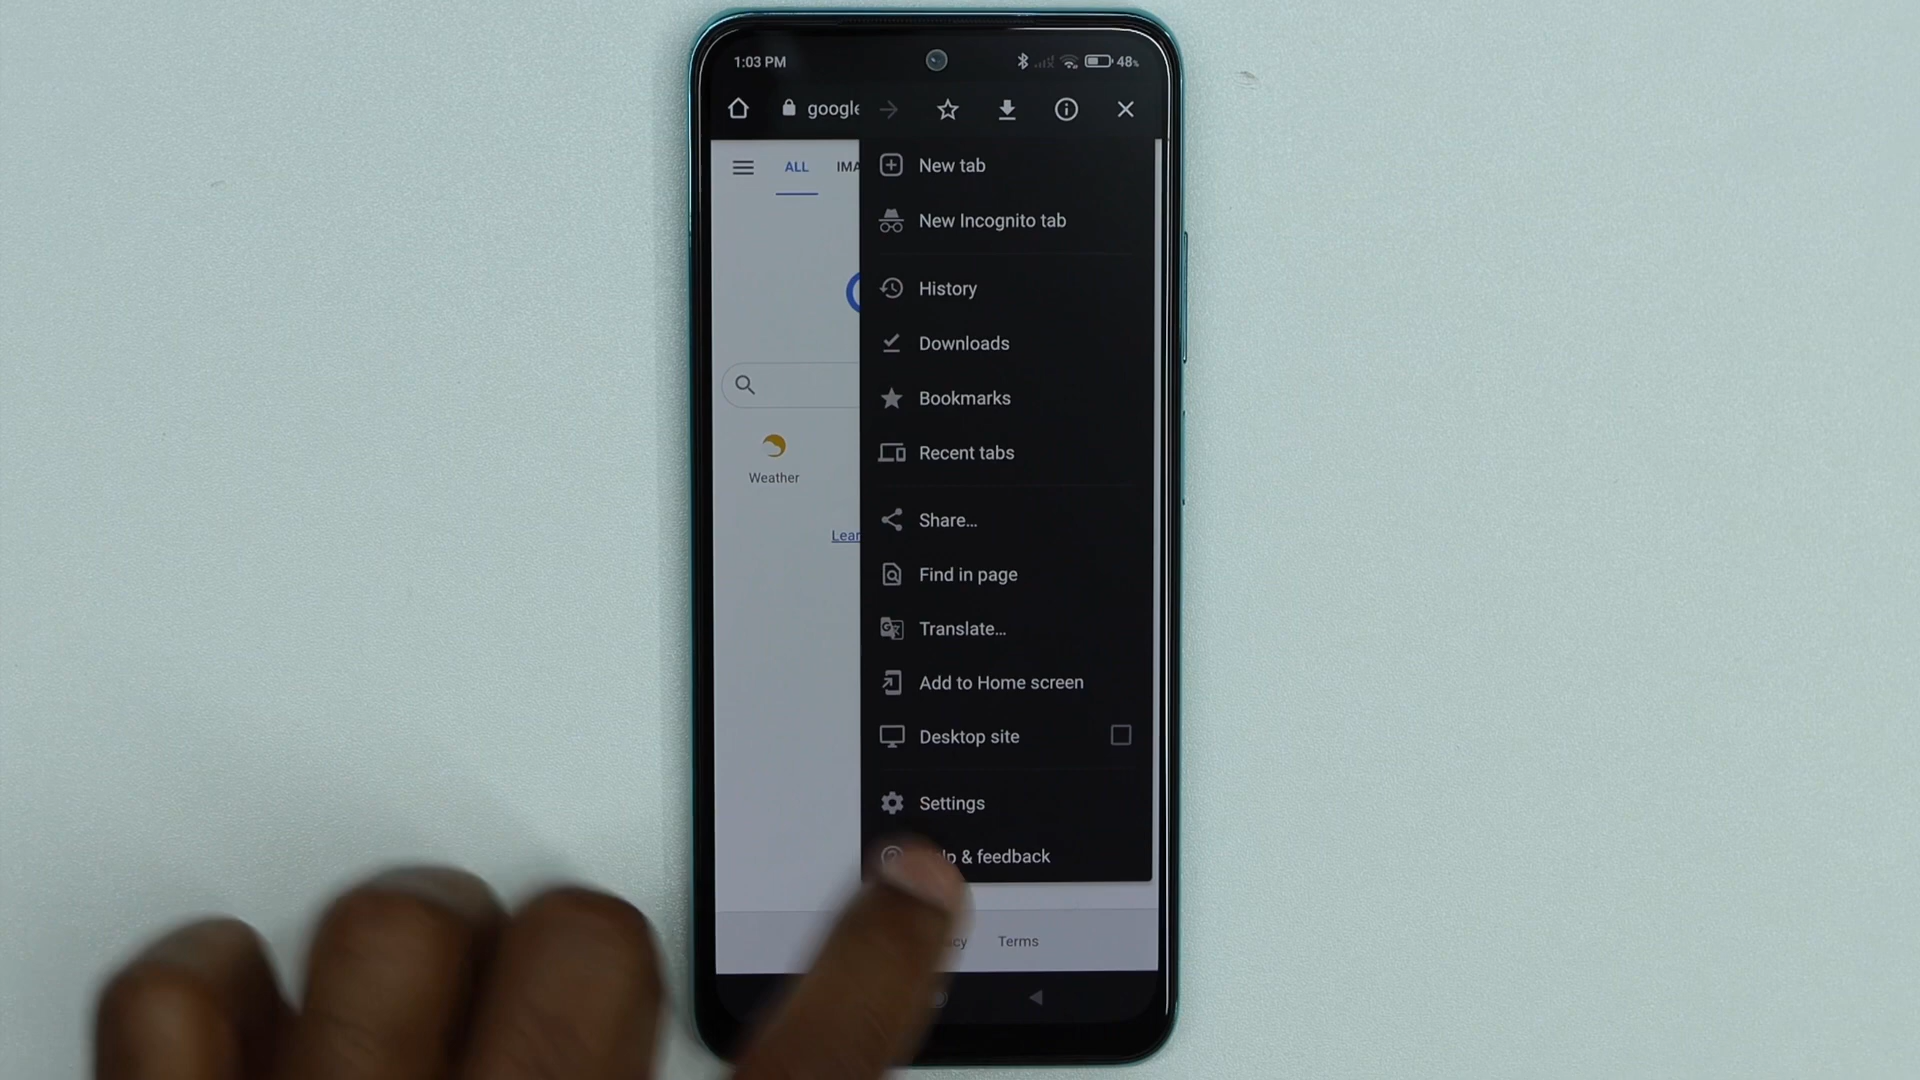 1:03 PM
48%
google
ALL
New tab
New Incognito tab
History
Downloads
Bookmarks
Recent tabs
Weather
Share...
Find in page
Translate...
Add to Home screen
Desktop site
Settings
& feedback
Terms